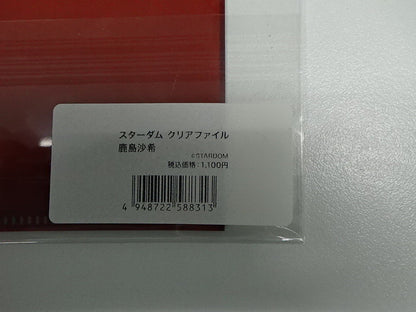 スターダム クリアファイル
鹿島沙希
©STARDOM
税込価格:1,100円
4 948722 588313